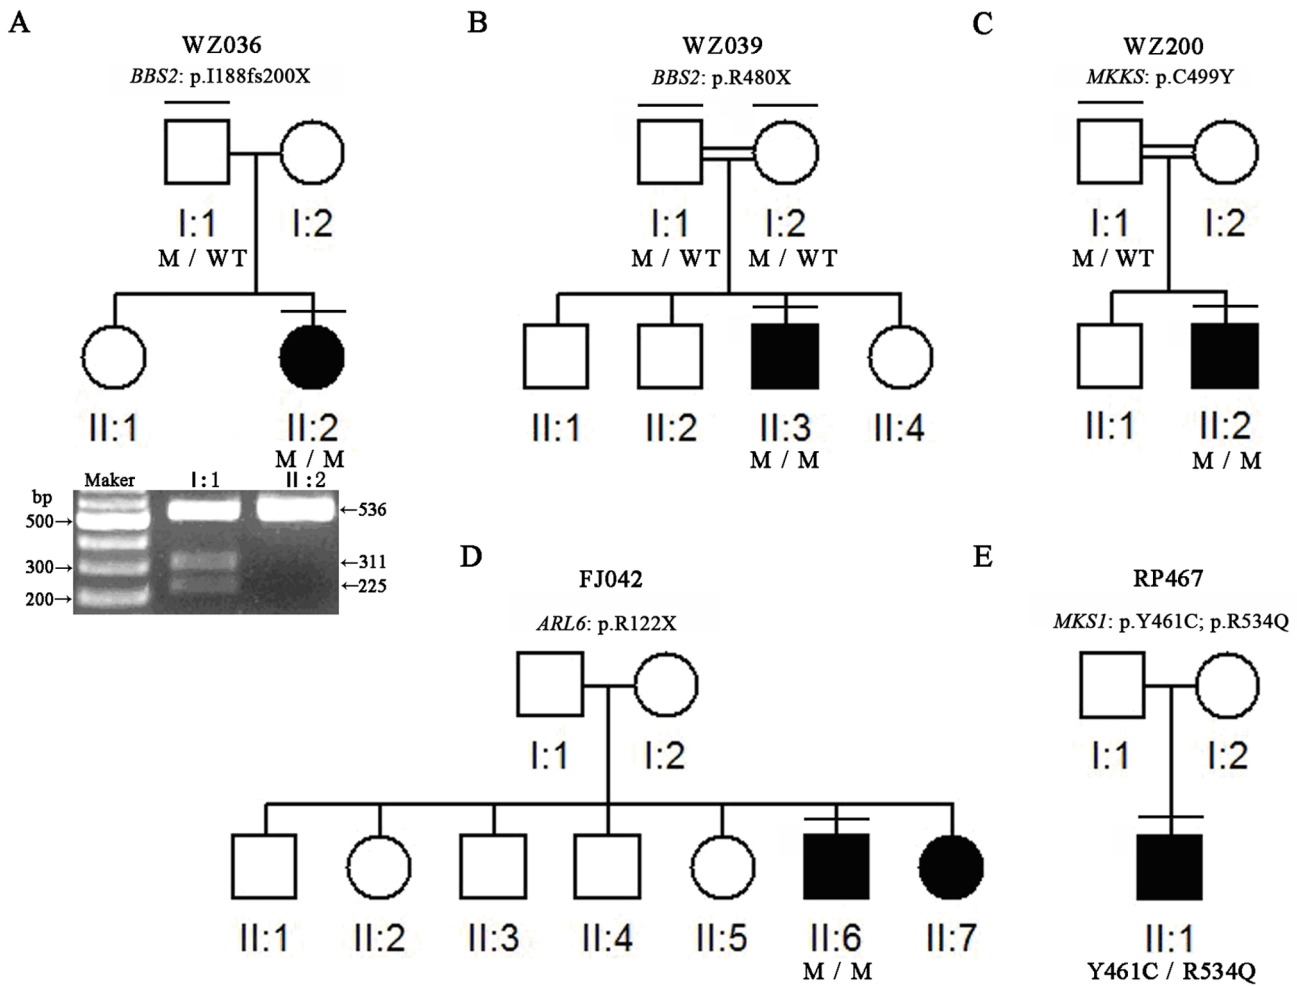 A
WZ036
BBS2: p.I188fs200X
I:1
I:2
M / WT
II:1
II:2
M / M
Maker
I:1
II:2
bp
500→
300→
200→
←536
←311
←225
B
WZ039
BBS2: p.R480X
I:1
I:2
M / WT
M / WT
II:1
II:2
II:3
II:4
M / M
C
WZ200
MKKS: p.C499Y
I:1
I:2
M / WT
II:1
II:2
M / M
D
FJ042
ARL6: p.R122X
I:1
I:2
II:1
II:2
II:3
II:4
II:5
II:6
II:7
M / M
E
RP467
MKS1: p.Y461C; p.R534Q
I:1
I:2
II:1
Y461C / R534Q